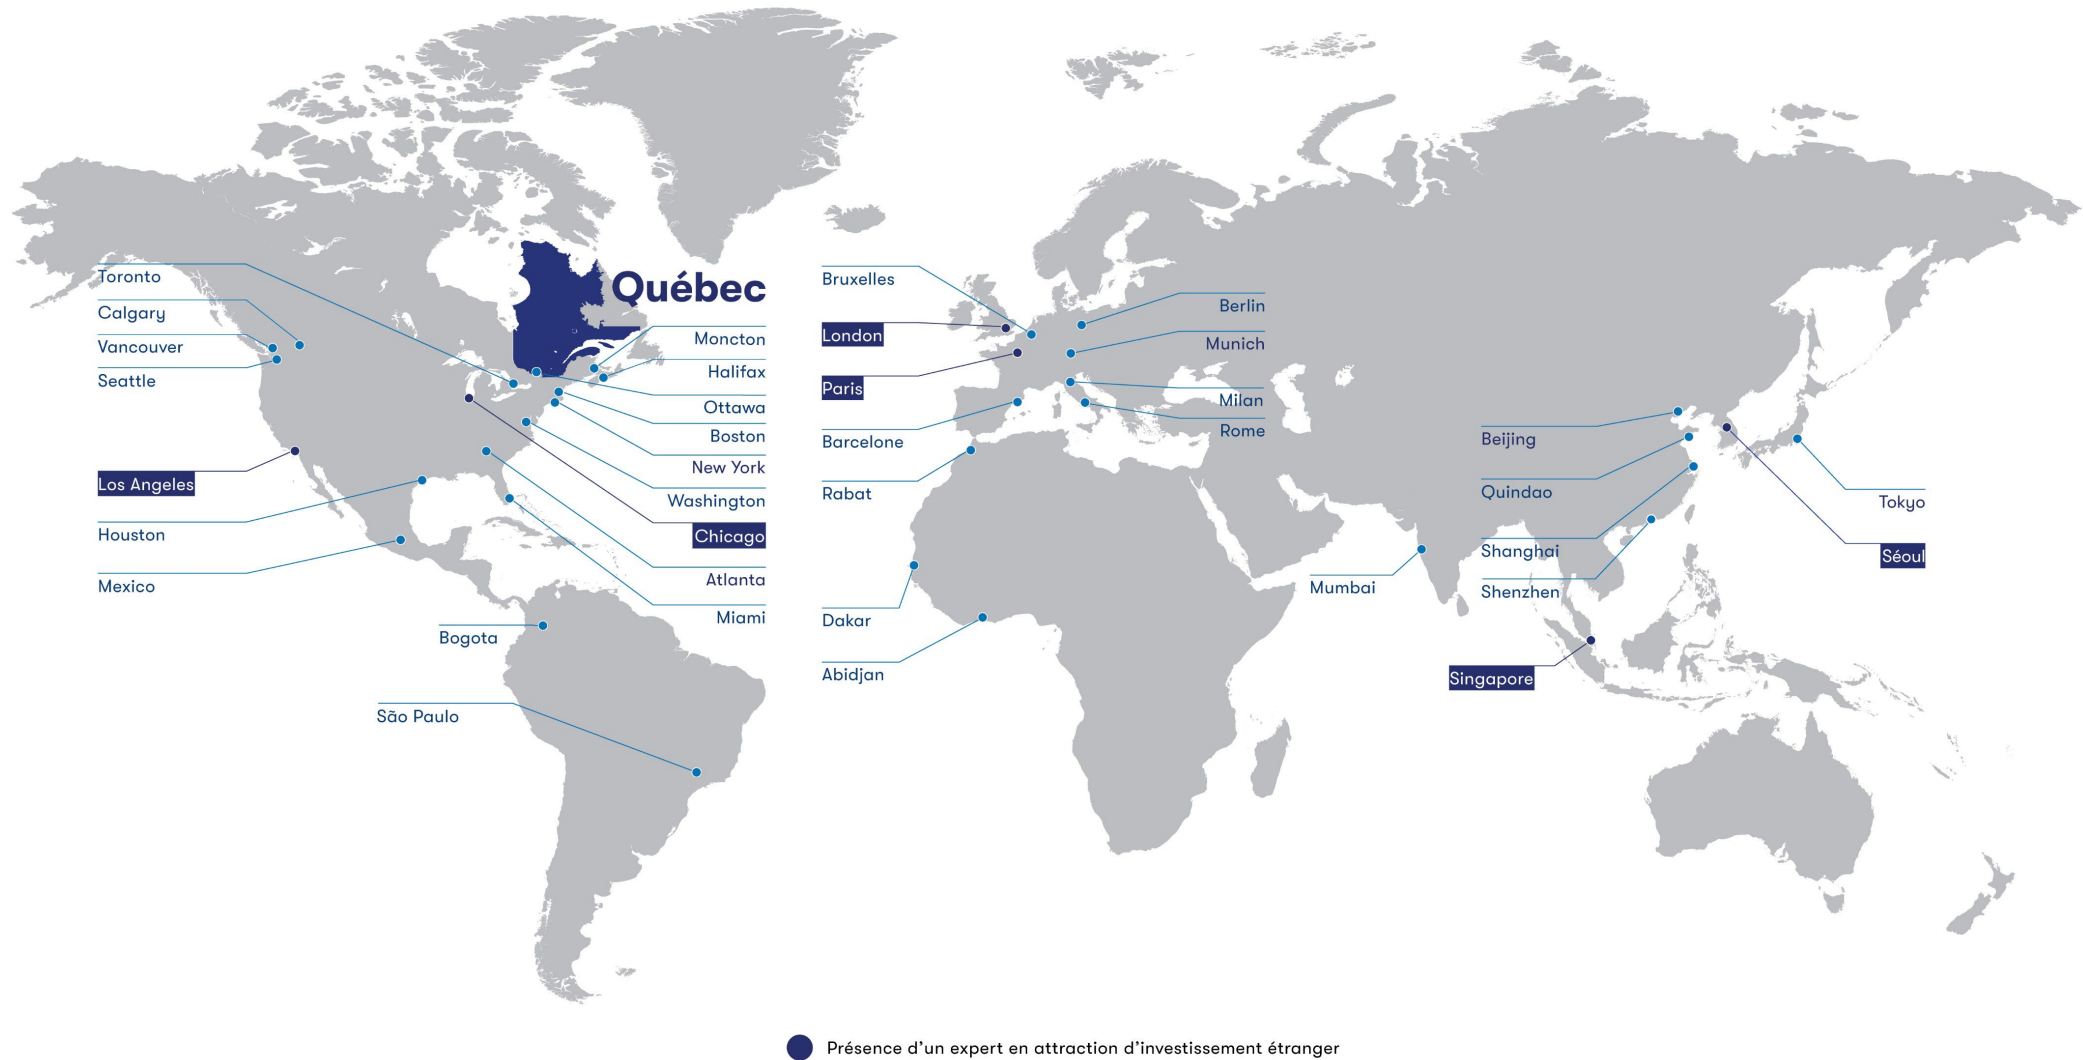 Toronto
Calgary
Vancouver
Seattle
Los Angeles
Houston
Mexico
Québec
Moncton
Halifax
Ottawa
Boston
New York
Washington
Chicago
Atlanta
Miami
Bogota
São Paulo
Bruxelles
London
Paris
Barcelone
Rabat
Dakar
Abidjan
Berlin
Munich
Milan
Rome
Mumbai
Beijing
Quindao
Shanghai
Shenzhen
Singapore
Tokyo
Séoul
Présence d'un expert en attraction d'investissement étranger